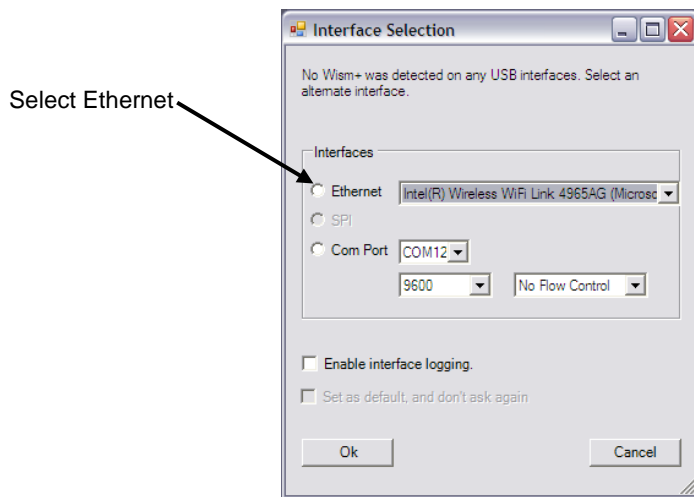 Interface Selection
No Wism+ was detected on any USB interfaces. Select an
alternate interface.
Select Ethernet
Interfaces
Ethernet Intel(R) Wireless WiFi Link 4965AG (Microsc
SPI
Com Port COM12
9600 No Flow Control
Enable interface logging.
Set as default, and don't ask again
Ok Cancel